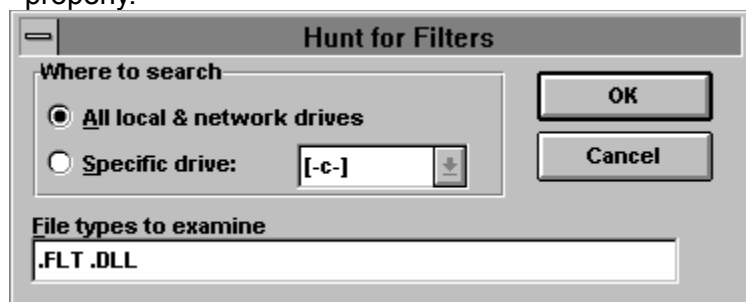 properly.
Hunt for Filters
Where to search
All local & network drives
Specific drive: [-c-]
OK
Cancel
File types to examine
.FLT .DLL